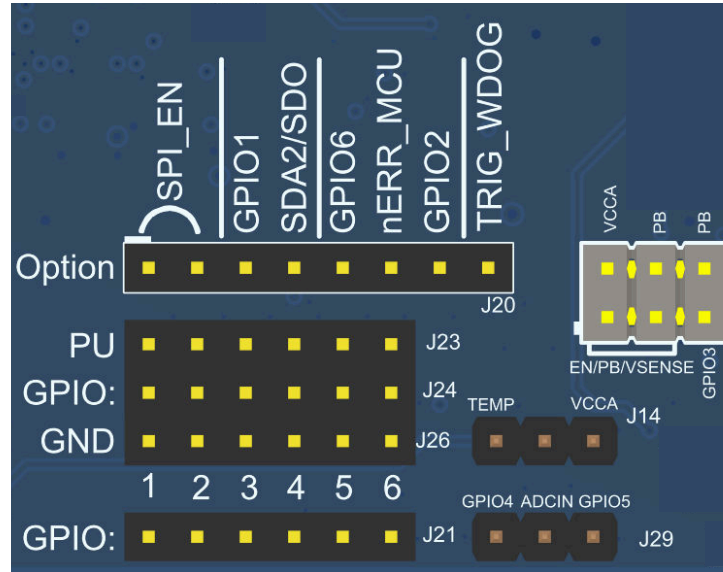 SPI_EN
GPIO1
SDA2/SDO
GPIO6
nERR_MCU
GPIO2
TRIG_WDOG
VCCA
PB
PB
Option
J20
PU
J23
EN/PB/VSENSE
GPIO3
GPIO:
J24
TEMP
VCCA
J14
GND
J26
1 2 3 4 5 6
GPIO4 ADCIN GPIO5
GPIO:
J21
J29